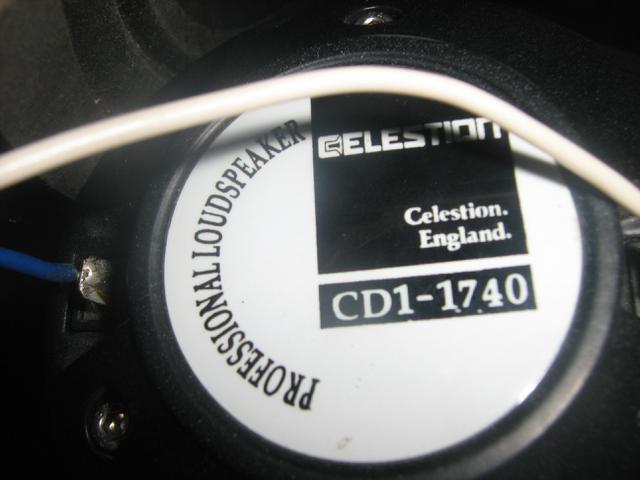 PROFESSIONAL LOUDSPEAKER
CELESTION
Celestion.
England.
CD1-1740